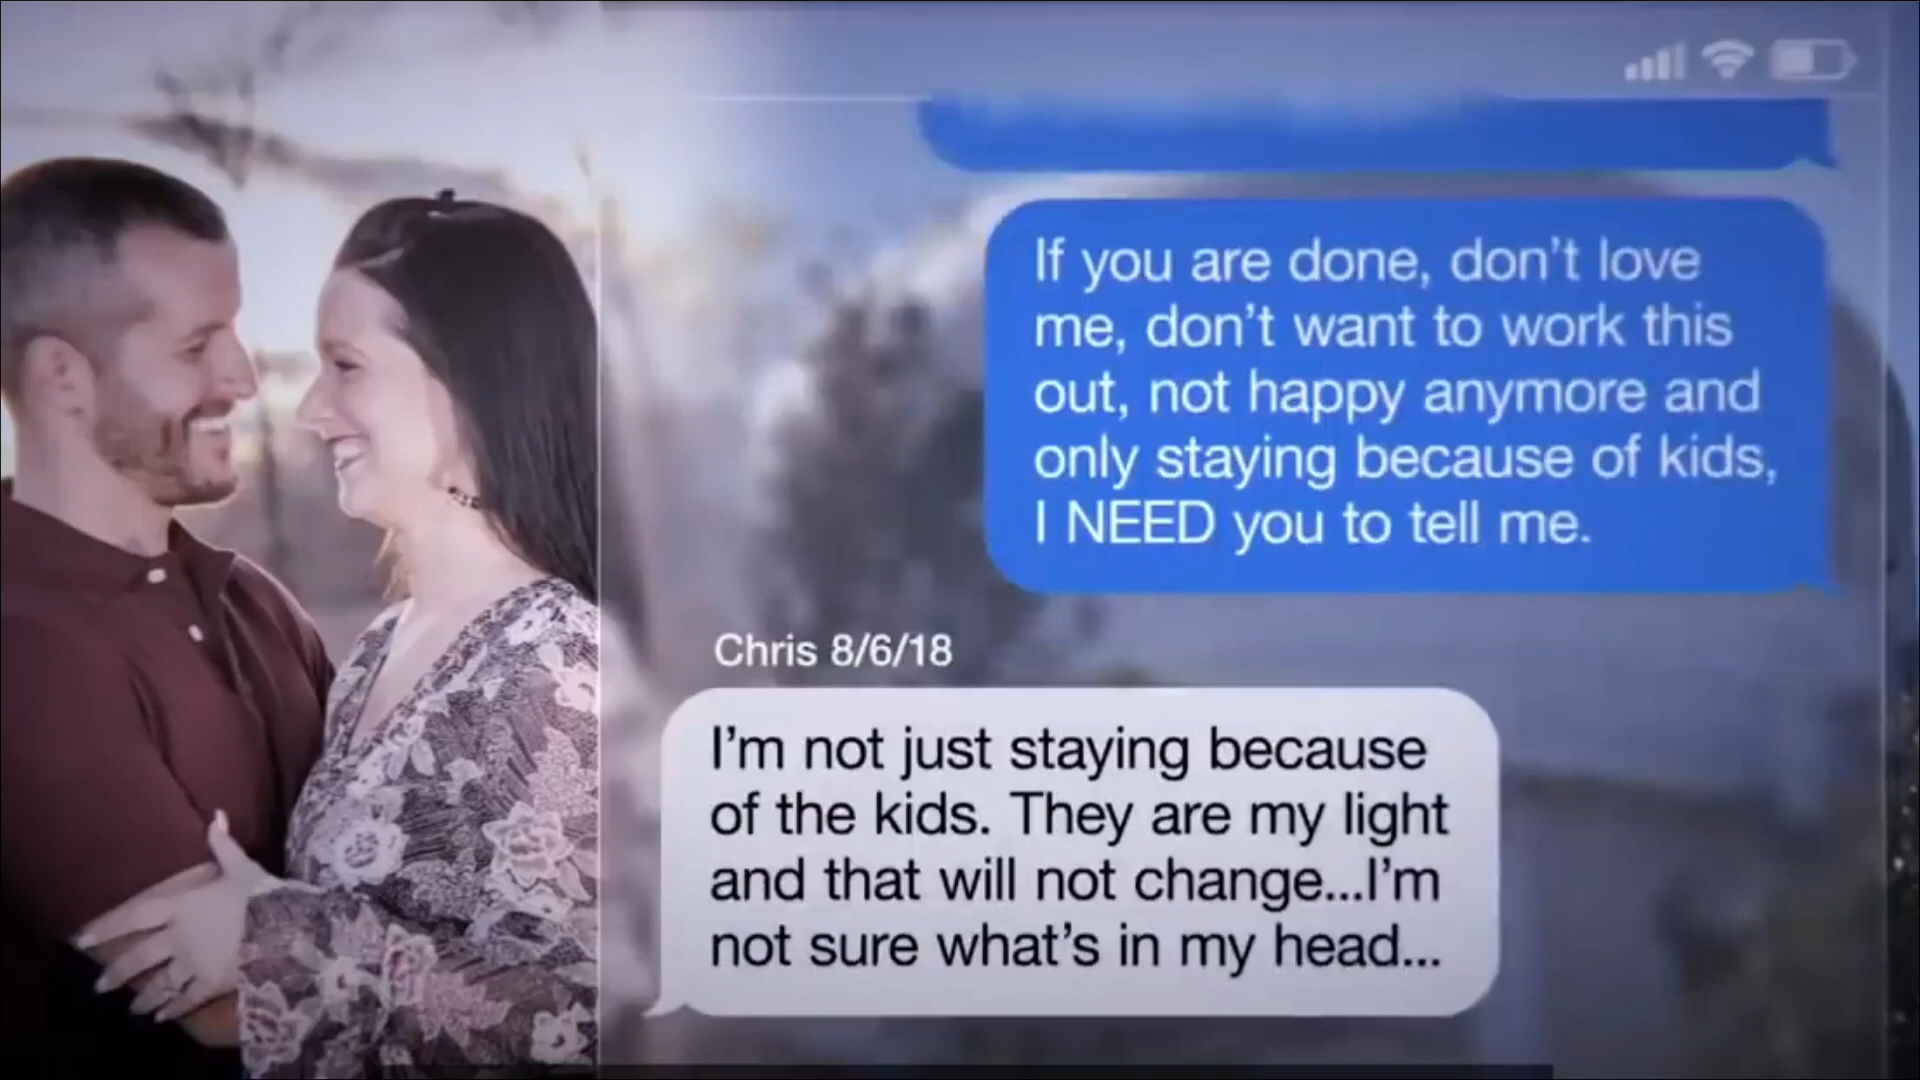 If you are done, don't love
me, don't want to work this
out, not happy anymore and
only staying because of kids,
I NEED you to tell me.
Chris 8/6/18
I'm not just staying because
of the kids. They are my light
and that will not change...I'm
not sure what's in my head...